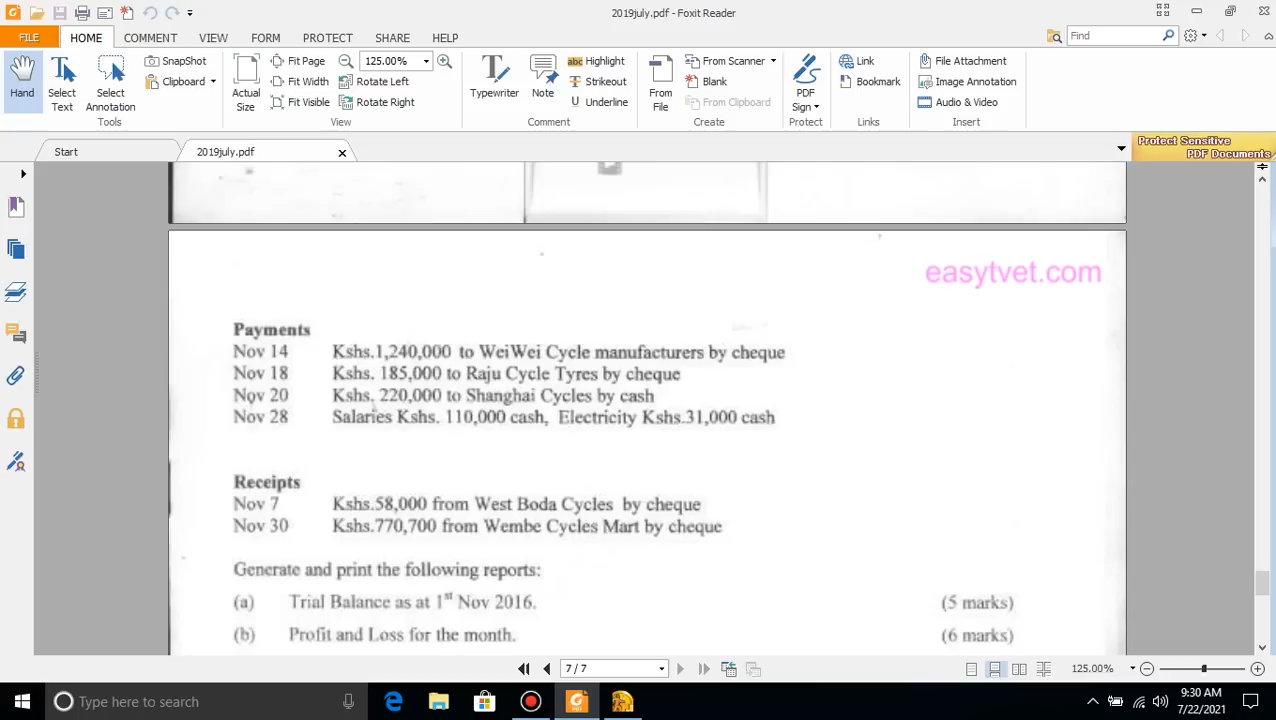 2019july.pdf - Foxit Reader
FILE HOME COMMENT VIEW FORM PROTECT SHARE HELP Find
Hand Select Text Select Annotation SnapShot Clipboard Tools
Actual Size Fit Page Fit Width Fit Visible 125.00% Rotate Left Rotate Right View
Typewriter Note Highlight Strikeout Underline Comment
From File From Scanner Blank From Clipboard Create
PDF Sign Protect
Link Bookmark Links
File Attachment Image Annotation Audio & Video Insert
Start 2019july.pdf
Protect Sensitive
PDF Documents
easytvet.com
Payments
Nov 14 Kshs.1,240,000 to WeiWei Cycle manufacturers by cheque
Nov 18 Kshs. 185,000 to Raju Cycle Tyres by cheque
Nov 20 Kshs. 220,000 to Shanghai Cycles by cash
Nov 28 Salaries Kshs. 110,000 cash, Electricity Kshs.31,000 cash
Receipts
Nov 7 Kshs.58,000 from West Boda Cycles by cheque
Nov 30 Kshs.770,700 from Wembe Cycles Mart by cheque
Generate and print the following reports:
(a) Trial Balance as at 1st Nov 2016. (5 marks)
(b) Profit and Loss for the month. (6 marks)
7 / 7 125.00%
Type here to search
9:30 AM
7/22/2021